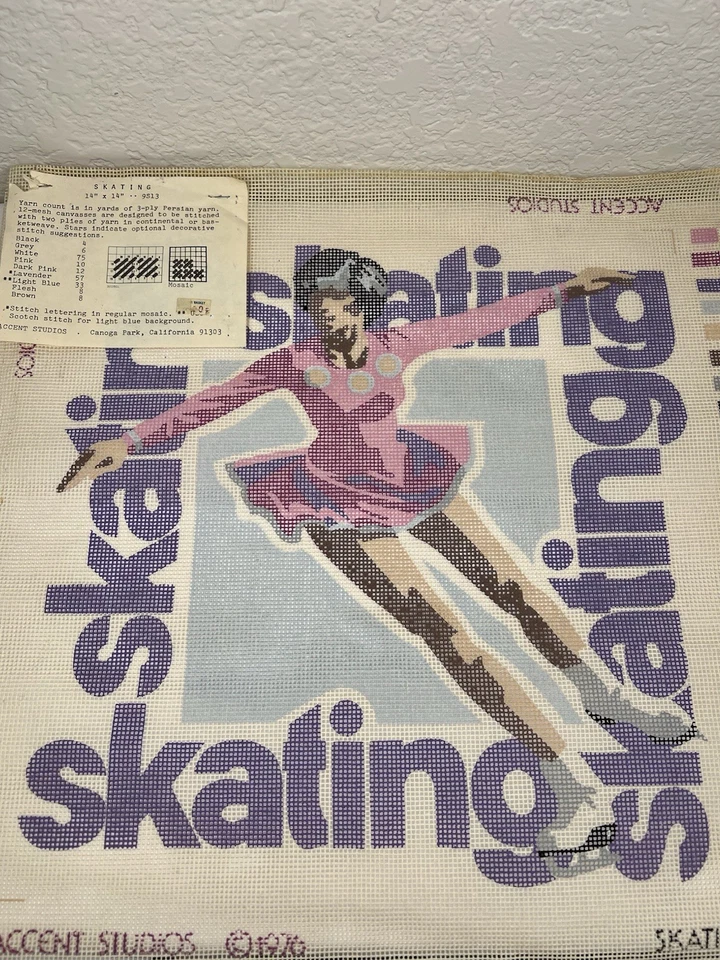 ACCENT STUDIOS
SKATING
14" x 14" -- 9813
Yarn count is in yards of 3-ply Persian yarn.
12-mesh canvasses are designed to be stitched
with two plies of yarn in continental or bas-
ketweave. Stars indicate optional decorative
stitch suggestions.
Black 4
Grey 6
White 75
Pink 10
Dark Pink 12
*Lavender 57
**Light Blue 33
Flesh 8
Brown 8
Mosaic
*Stitch lettering in regular mosaic. **
Scotch stitch for light blue background.
ACCENT STUDIOS . Canoga Park, California 91303
skating
skating
skating
skating
ACCENT STUDIOS ©1976
SKATI